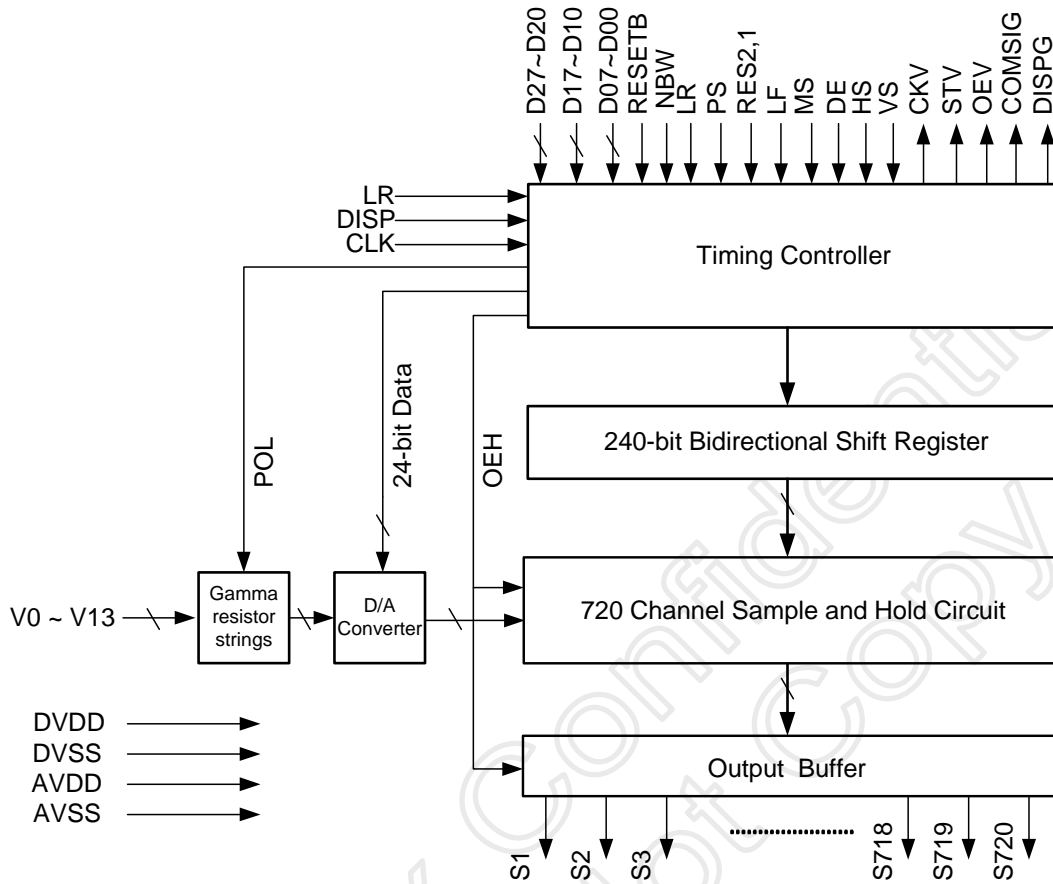 D27~D20
D17~D10
D07~D00
RESETB
NBW
LR
PS
RES2,1
LF
MS
DE
HS
VS
CKV
STV
OEV
COMSIG
DISPG
LR
DISP
CLK
Timing Controller
POL
24-bit Data
OEH
240-bit Bidirectional Shift Register
V0 ~ V13
Gamma
resistor
strings
D/A
Converter
720 Channel Sample and Hold Circuit
DVDD
DVSS
AVDD
AVSS
Output Buffer
S1
S2
S3
S718
S719
S720
Confidential
Copy